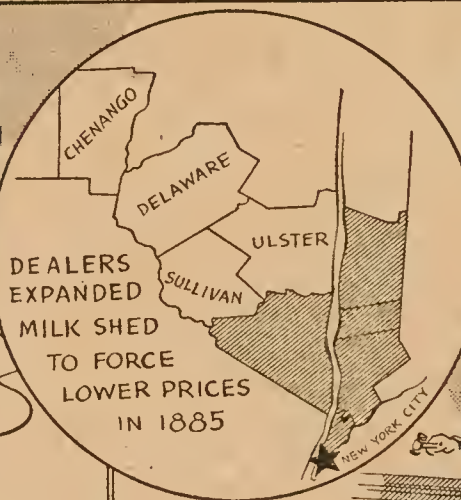 CHENANGO
DELAWARE
ULSTER
SULLIVAN
DEALERS
EXPANDED
MILK SHED
TO FORCE
LOWER PRICES
IN 1885
NEW YORK CITY